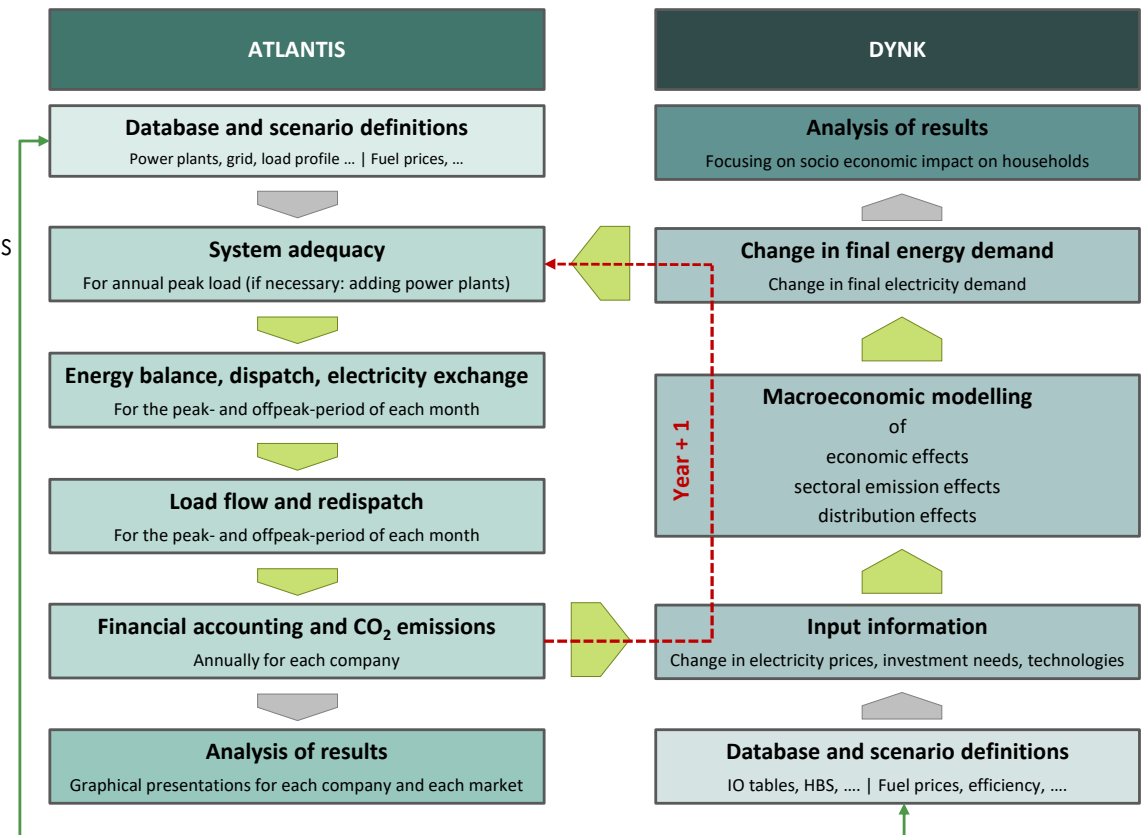 ATLANTIS
Database and scenario definitions
Power plants, grid, load profile … | Fuel prices, …
S
System adequacy
For annual peak load (if necessary: adding power plants)
Energy balance, dispatch, electricity exchange
For the peak- and offpeak-period of each month
Load flow and redispatch
For the peak- and offpeak-period of each month
Financial accounting and CO₂ emissions
Annually for each company
Analysis of results
Graphical presentations for each company and each market
Year + 1
DYNK
Analysis of results
Focusing on socio economic impact on households
Change in final energy demand
Change in final electricity demand
Macroeconomic modelling
of
economic effects
sectoral emission effects
distribution effects
Input information
Change in electricity prices, investment needs, technologies
Database and scenario definitions
IO tables, HBS, …. | Fuel prices, efficiency, ….